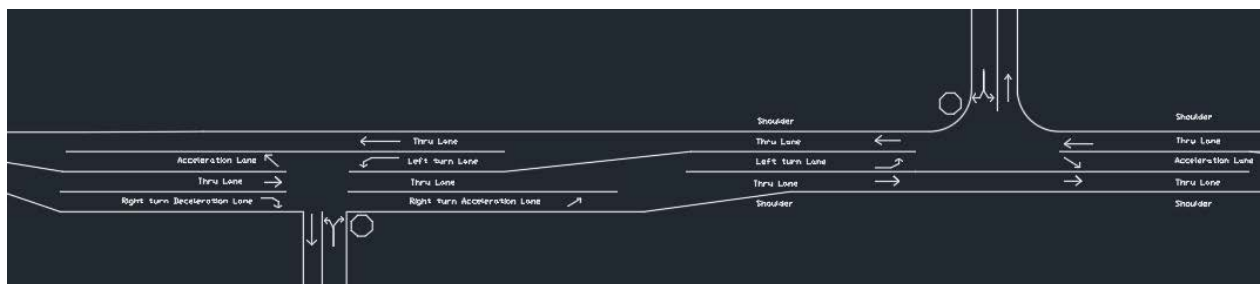 Shoulder
Shoulder
Thru Lane
Thru Lane
Thru Lane
Acceleration Lane
Left turn Lane
Left turn Lane
Acceleration Lane
Thru Lane
Thru Lane
Thru Lane
Thru Lane
Right turn Deceleration Lane
Right turn Acceleration Lane
Shoulder
Shoulder